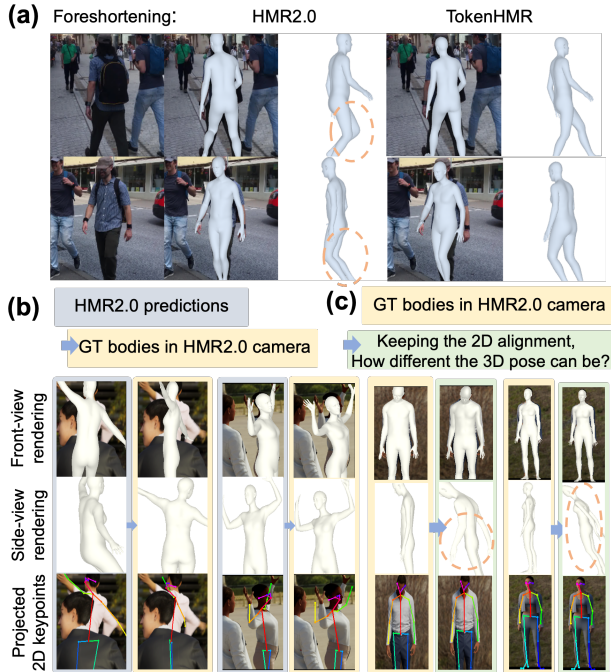 (a) Foreshortening: HMR2.0 TokenHMR
(b) HMR2.0 predictions
GT bodies in HMR2.0 camera
(c) GT bodies in HMR2.0 camera
Keeping the 2D alignment,
How different the 3D pose can be?
Front-view
rendering
Side-view
rendering
Projected
2D keypoints